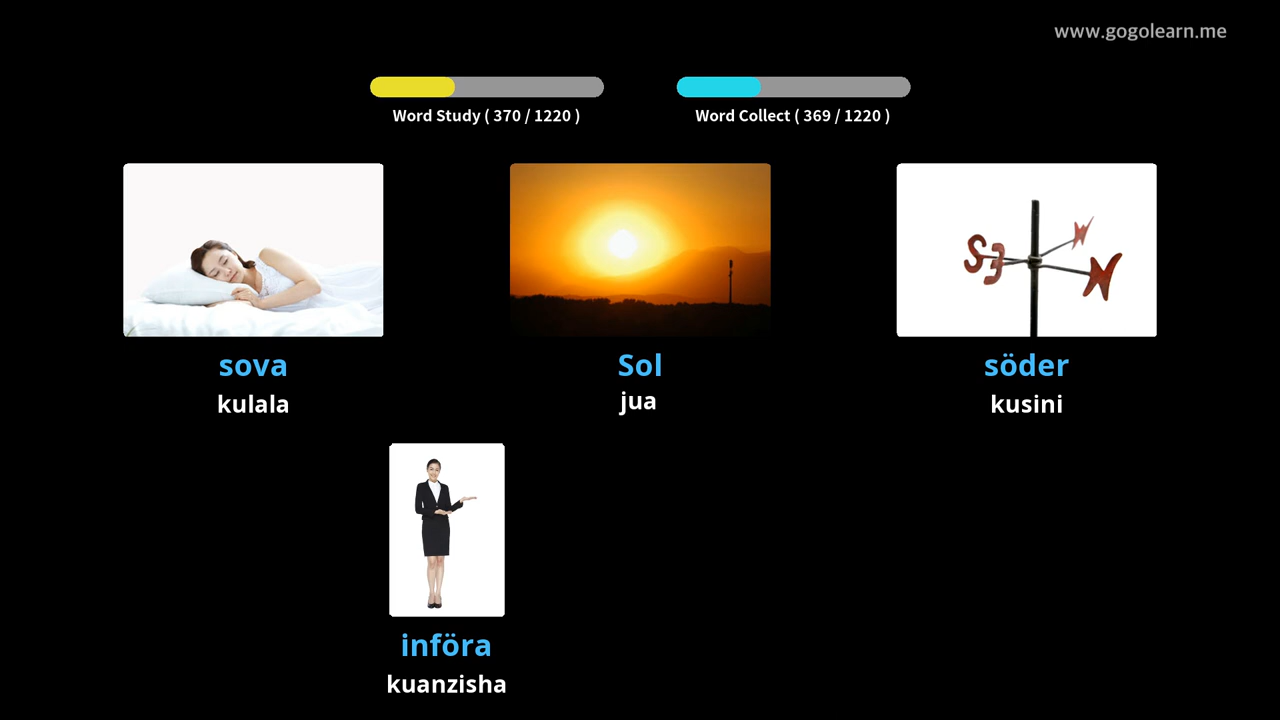 www.gogolearn.me
Word Study ( 370 / 1220 )
Word Collect ( 369 / 1220 )
sova
kulala
Sol
jua
söder
kusini
införa
kuanzisha